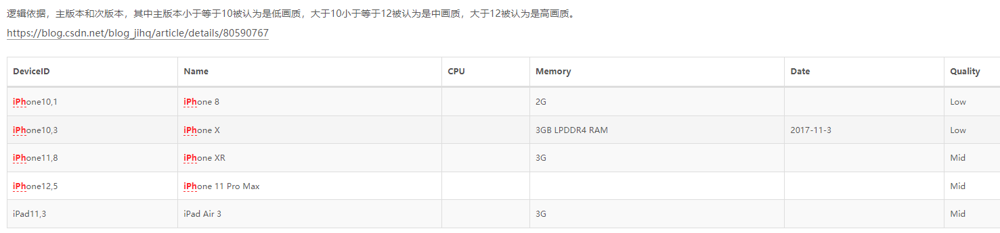 逻辑依据，主版本和次版本，其中主版本小于等于10被认为是低画质，大于10小于等于12被认为是中画质，大于12被认为是高画质。
https://blog.csdn.net/blog_jihq/article/details/80590767
DeviceID Name CPU Memory Date Quality
iPhone10,1 iPhone 8 2G Low
iPhone10,3 iPhone X 3GB LPDDR4 RAM 2017-11-3 Low
iPhone11,8 iPhone XR 3G Mid
iPhone12,5 iPhone 11 Pro Max Mid
iPad11,3 iPad Air 3 3G Mid